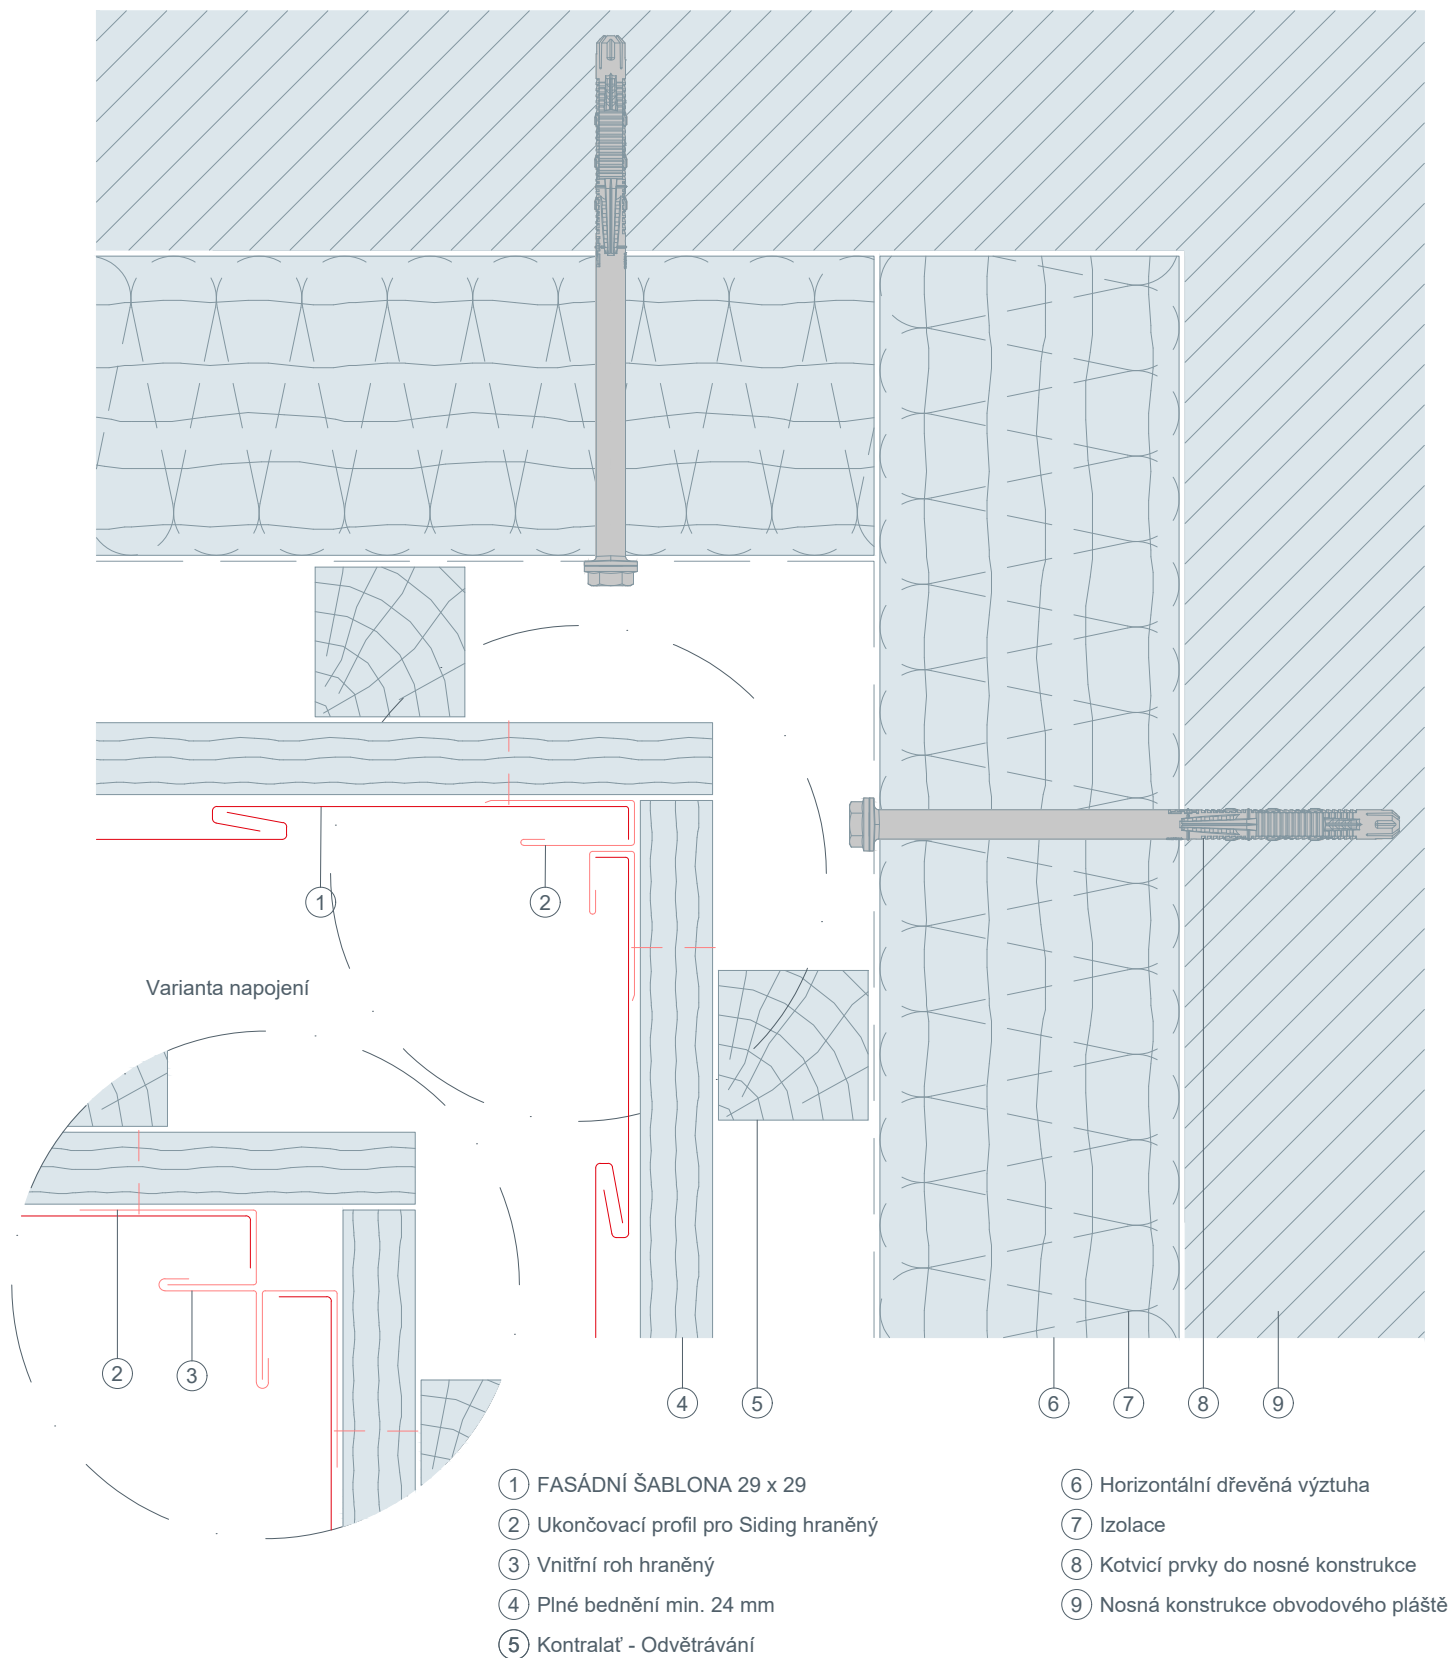 1
2
Varianta napojení
2
3
4
5
6
7
8
9
1 FASÁDNÍ ŠABLONA 29 x 29
2 Ukončovací profil pro Siding hraněný
3 Vnitřní roh hraněný
4 Plné bednění min. 24 mm
5 Kontralať - Odvětrávání
6 Horizontální dřevěná výztuha
7 Izolace
8 Kotvicí prvky do nosné konstrukce
9 Nosná konstrukce obvodového pláště